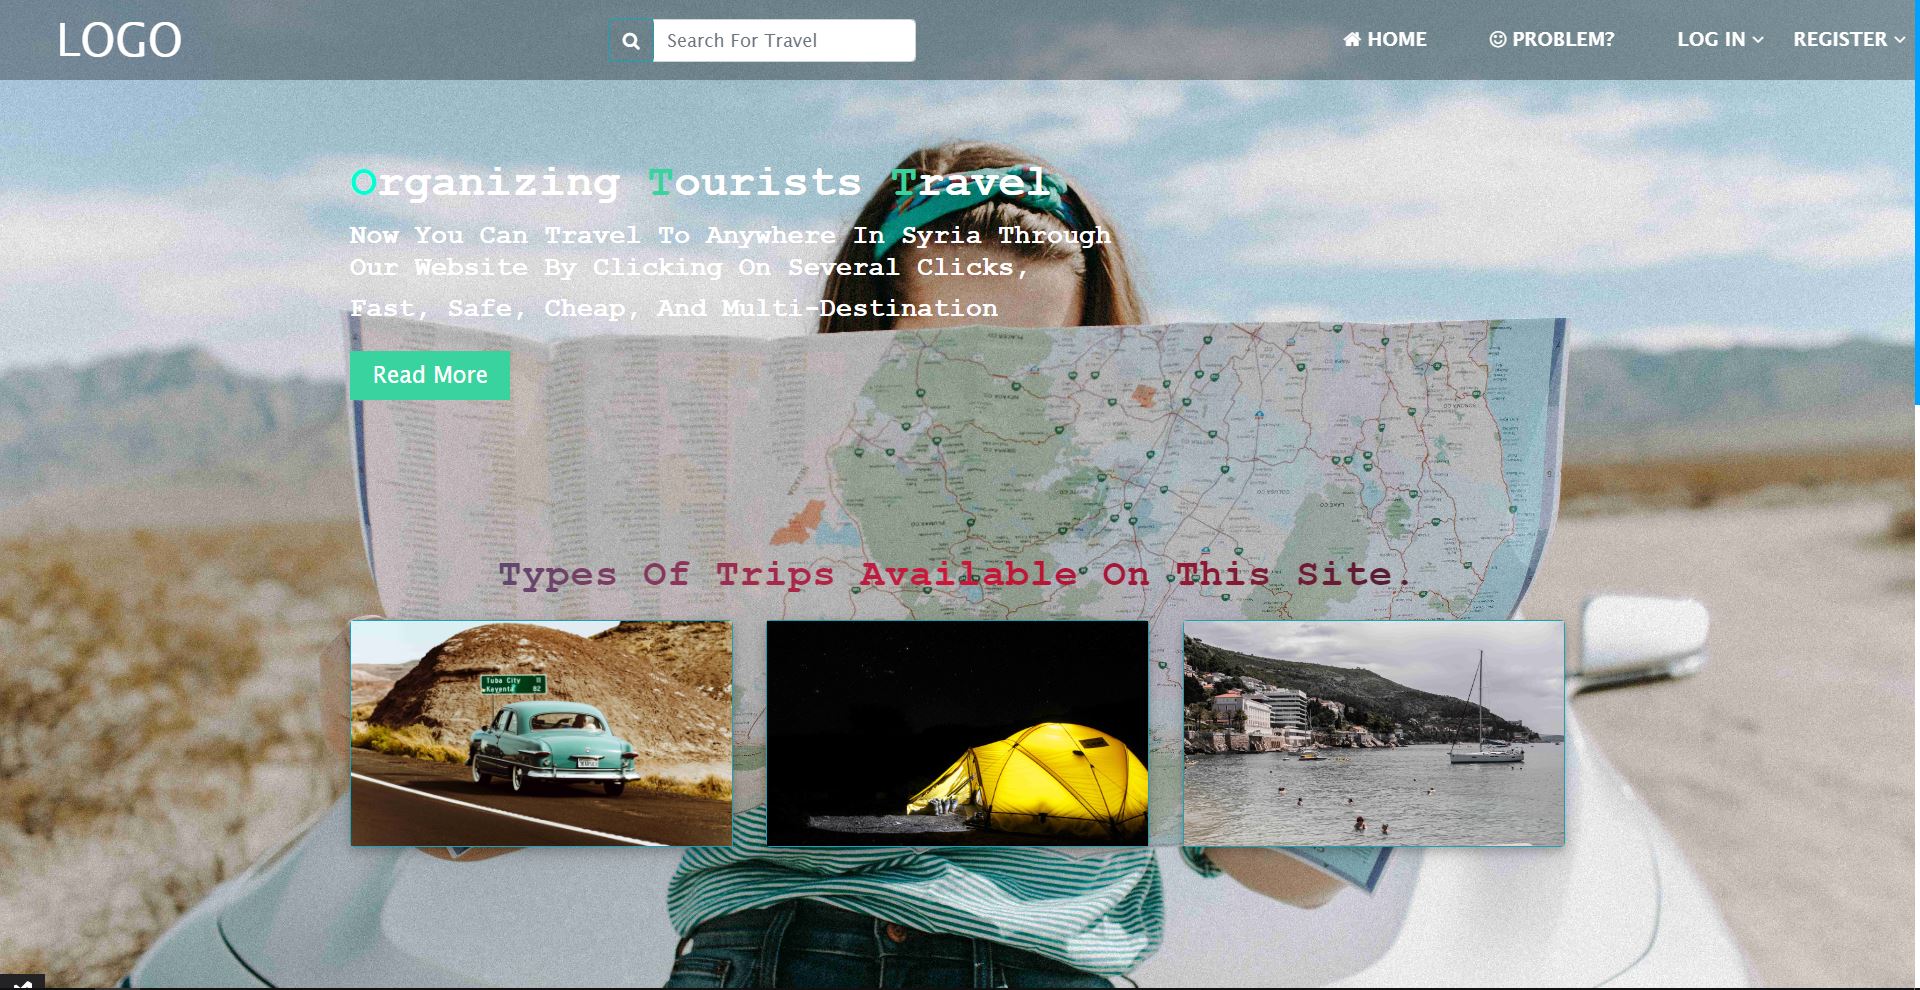 LOGO
Search For Travel
HOME
PROBLEM?
LOG IN
REGISTER
Organizing Tourists Travel
Now You Can Travel To Anywhere In Syria Through
Our Website By Clicking On Several Clicks,
Fast, Safe, Cheap, And Multi-Destination
Read More
Types Of Trips Available On This Site.
Tuba City 11
Kayenta 82